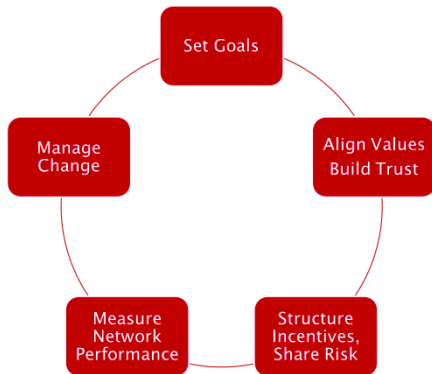 Set Goals
Align Values
Build Trust
Structure
Incentives,
Share Risk
Measure
Network
Performance
Manage
Change